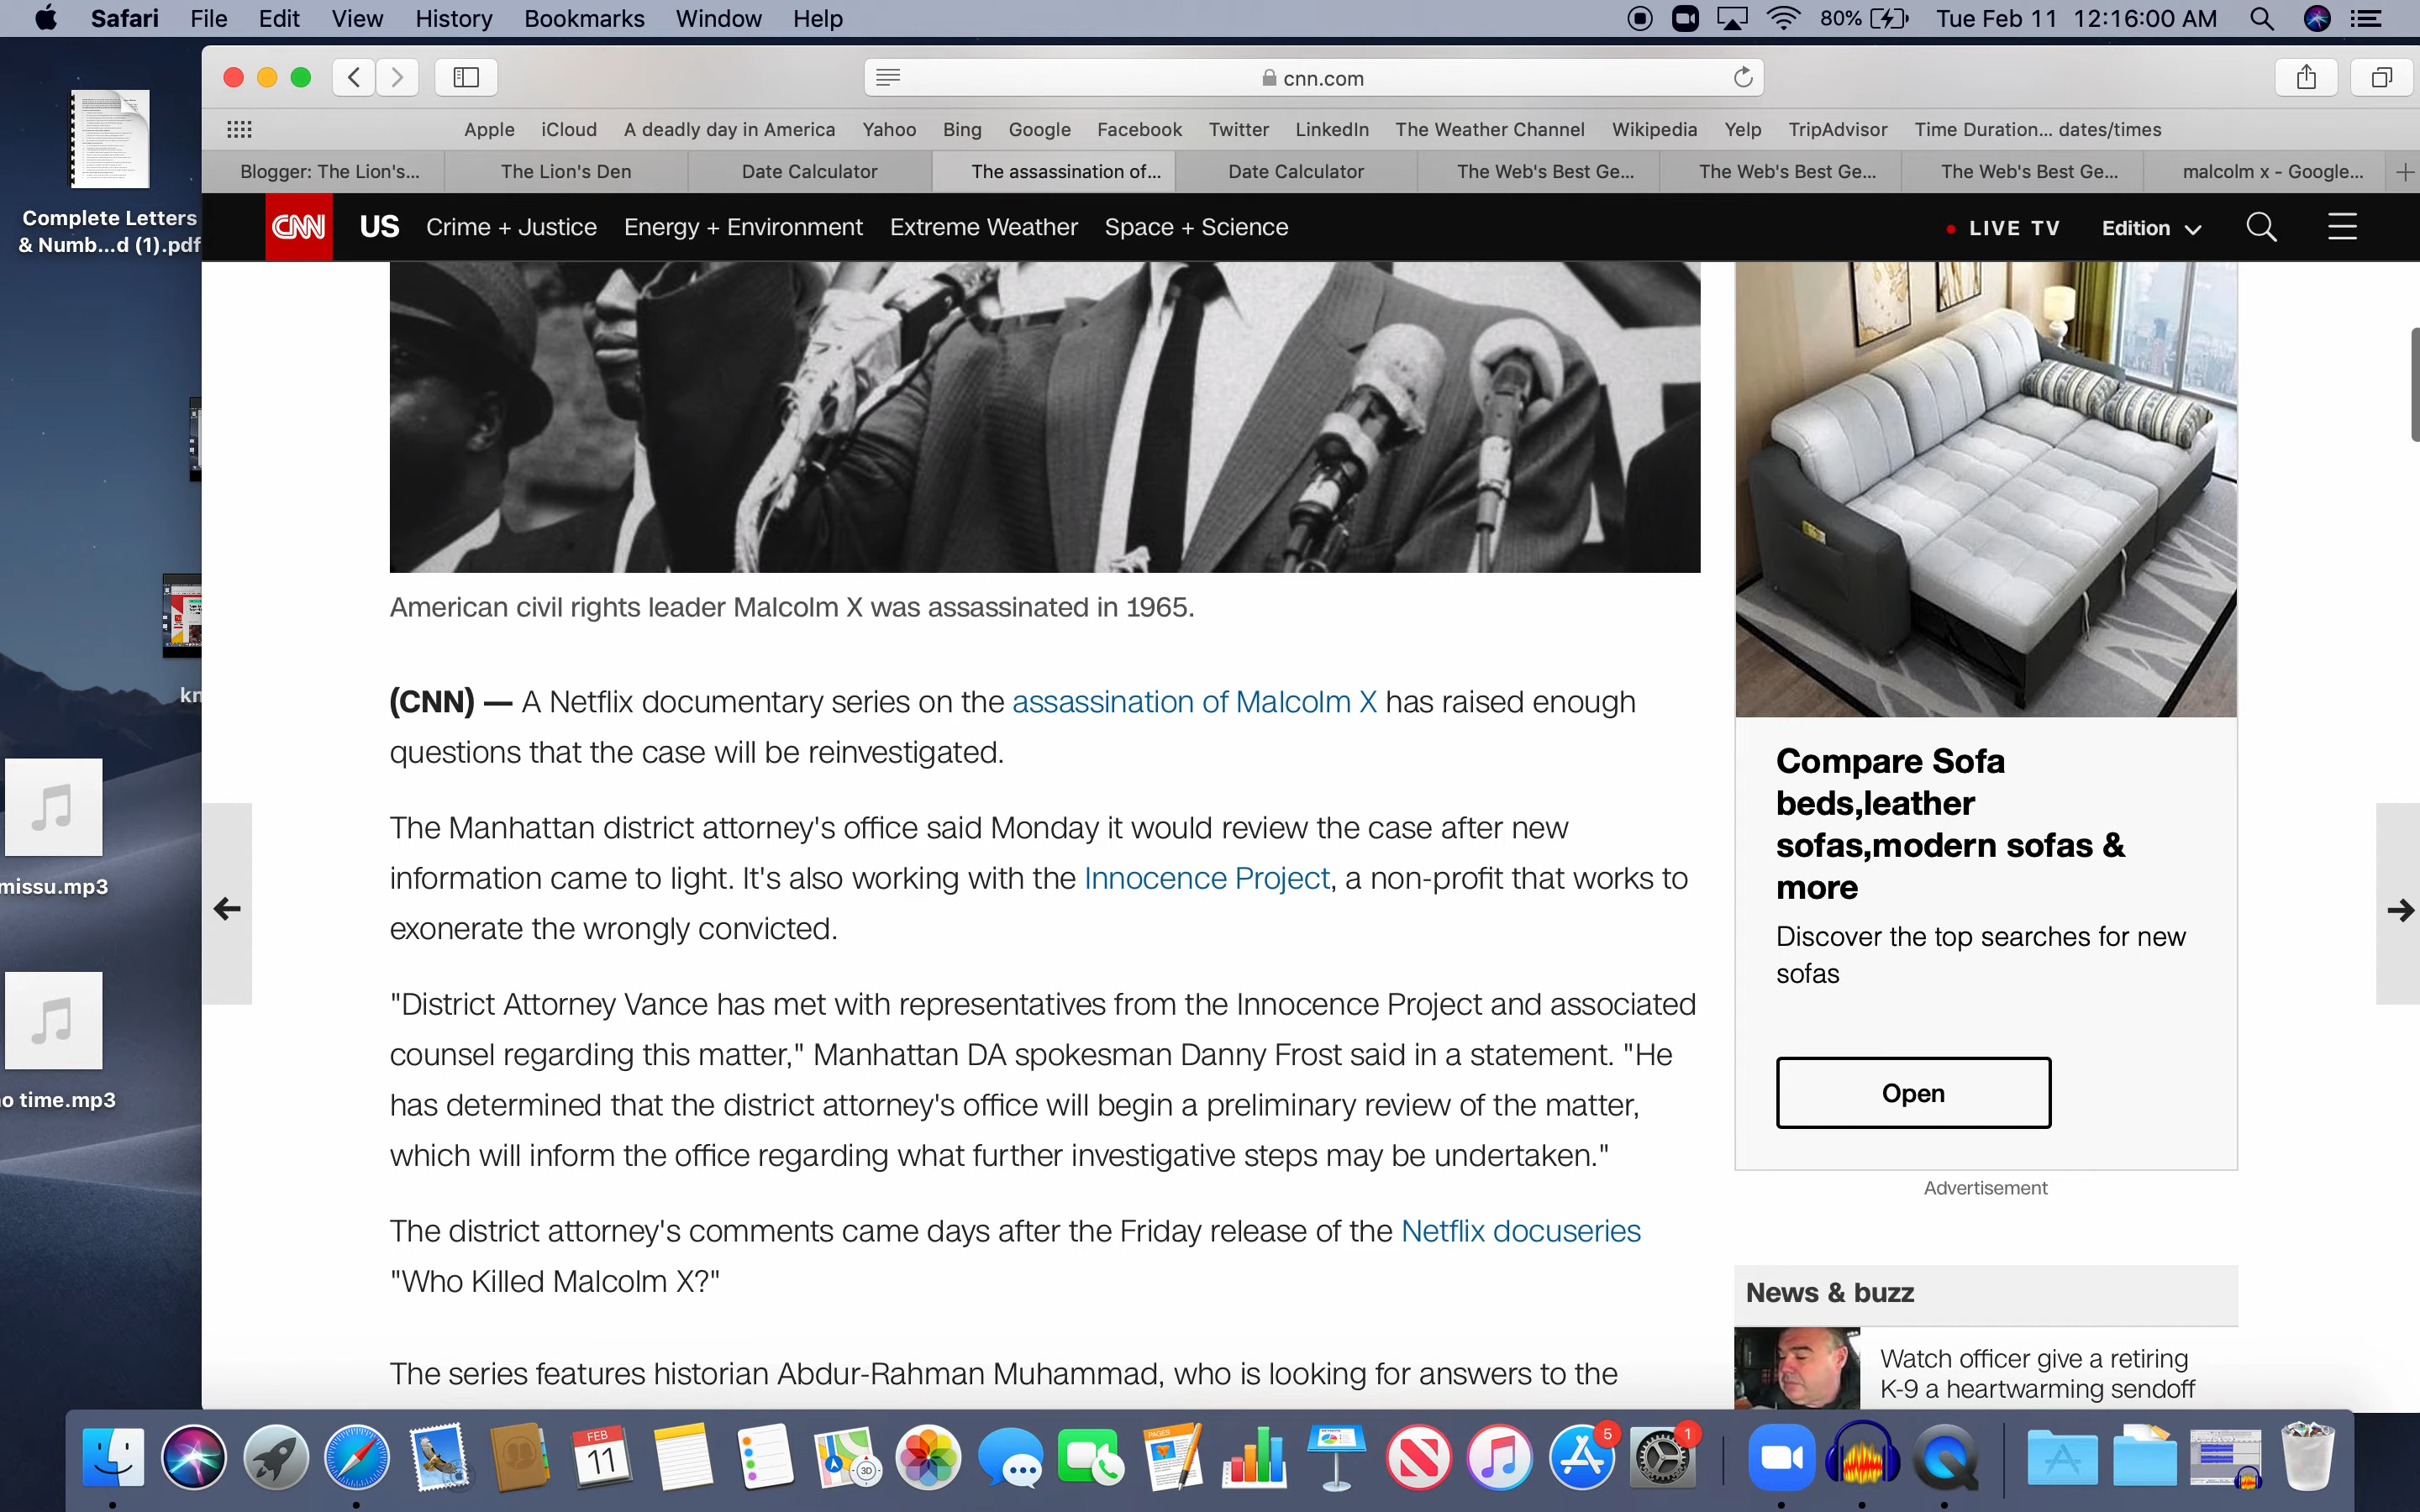 Safari File Edit View History Bookmarks Window Help 80% Tue Feb 11 12:16:00 AM
cnn.com
Apple iCloud A deadly day in America Yahoo Bing Google Facebook Twitter LinkedIn The Weather Channel Wikipedia Yelp TripAdvisor Time Duration... dates/times
Blogger: The Lion's... The Lion's Den Date Calculator The assassination of... Date Calculator The Web's Best Ge... The Web's Best Ge... The Web's Best Ge... malcolm x - Google...
CNN US Crime + Justice Energy + Environment Extreme Weather Space + Science LIVE TV Edition
Complete Letters
& Numb...d (1).pdf
kn
missu.mp3
o time.mp3
American civil rights leader Malcolm X was assassinated in 1965.
(CNN) — A Netflix documentary series on the assassination of Malcolm X has raised enough
questions that the case will be reinvestigated.
The Manhattan district attorney's office said Monday it would review the case after new
information came to light. It's also working with the Innocence Project, a non-profit that works to
exonerate the wrongly convicted.
"District Attorney Vance has met with representatives from the Innocence Project and associated
counsel regarding this matter," Manhattan DA spokesman Danny Frost said in a statement. "He
has determined that the district attorney's office will begin a preliminary review of the matter,
which will inform the office regarding what further investigative steps may be undertaken."
The district attorney's comments came days after the Friday release of the Netflix docuseries
"Who Killed Malcolm X?"
The series features historian Abdur-Rahman Muhammad, who is looking for answers to the
Compare Sofa
beds,leather
sofas,modern sofas &
more
Discover the top searches for new
sofas
Open
Advertisement
News & buzz
Watch officer give a retiring
K-9 a heartwarming sendoff
FEB
11
3D
PAGES
5
1